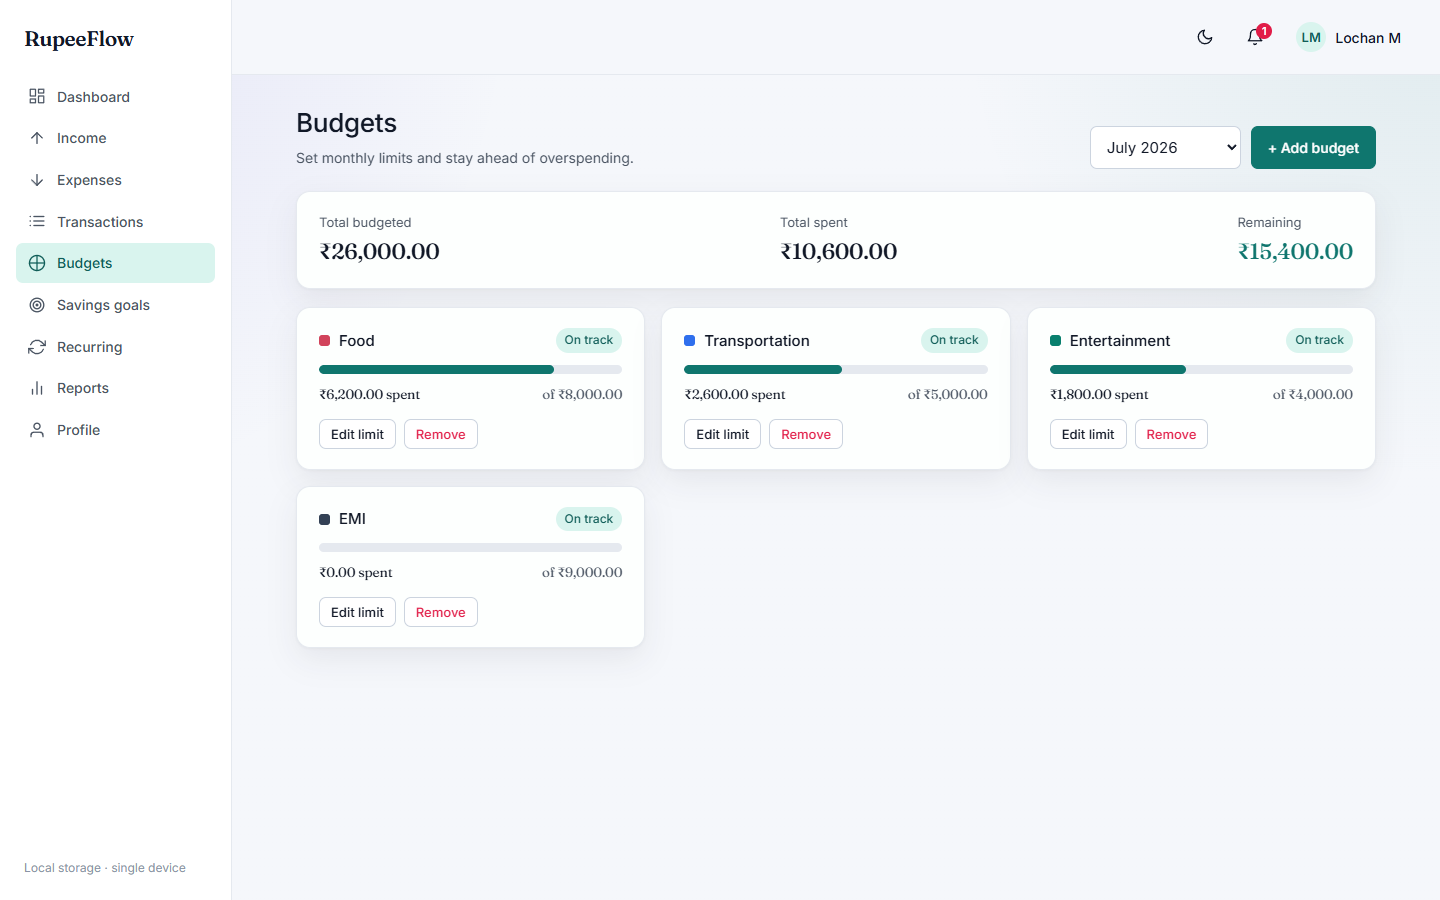 RupeeFlow
Dashboard
Income
Expenses
Transactions
Budgets
Savings goals
Recurring
Reports
Profile
Local storage · single device
1
LM
Lochan M
Budgets
Set monthly limits and stay ahead of overspending.
July 2026
+ Add budget
Total budgeted
₹26,000.00
Total spent
₹10,600.00
Remaining
₹15,400.00
Food
On track
₹6,200.00 spent
of ₹8,000.00
Edit limit
Remove
Transportation
On track
₹2,600.00 spent
of ₹5,000.00
Edit limit
Remove
Entertainment
On track
₹1,800.00 spent
of ₹4,000.00
Edit limit
Remove
EMI
On track
₹0.00 spent
of ₹9,000.00
Edit limit
Remove